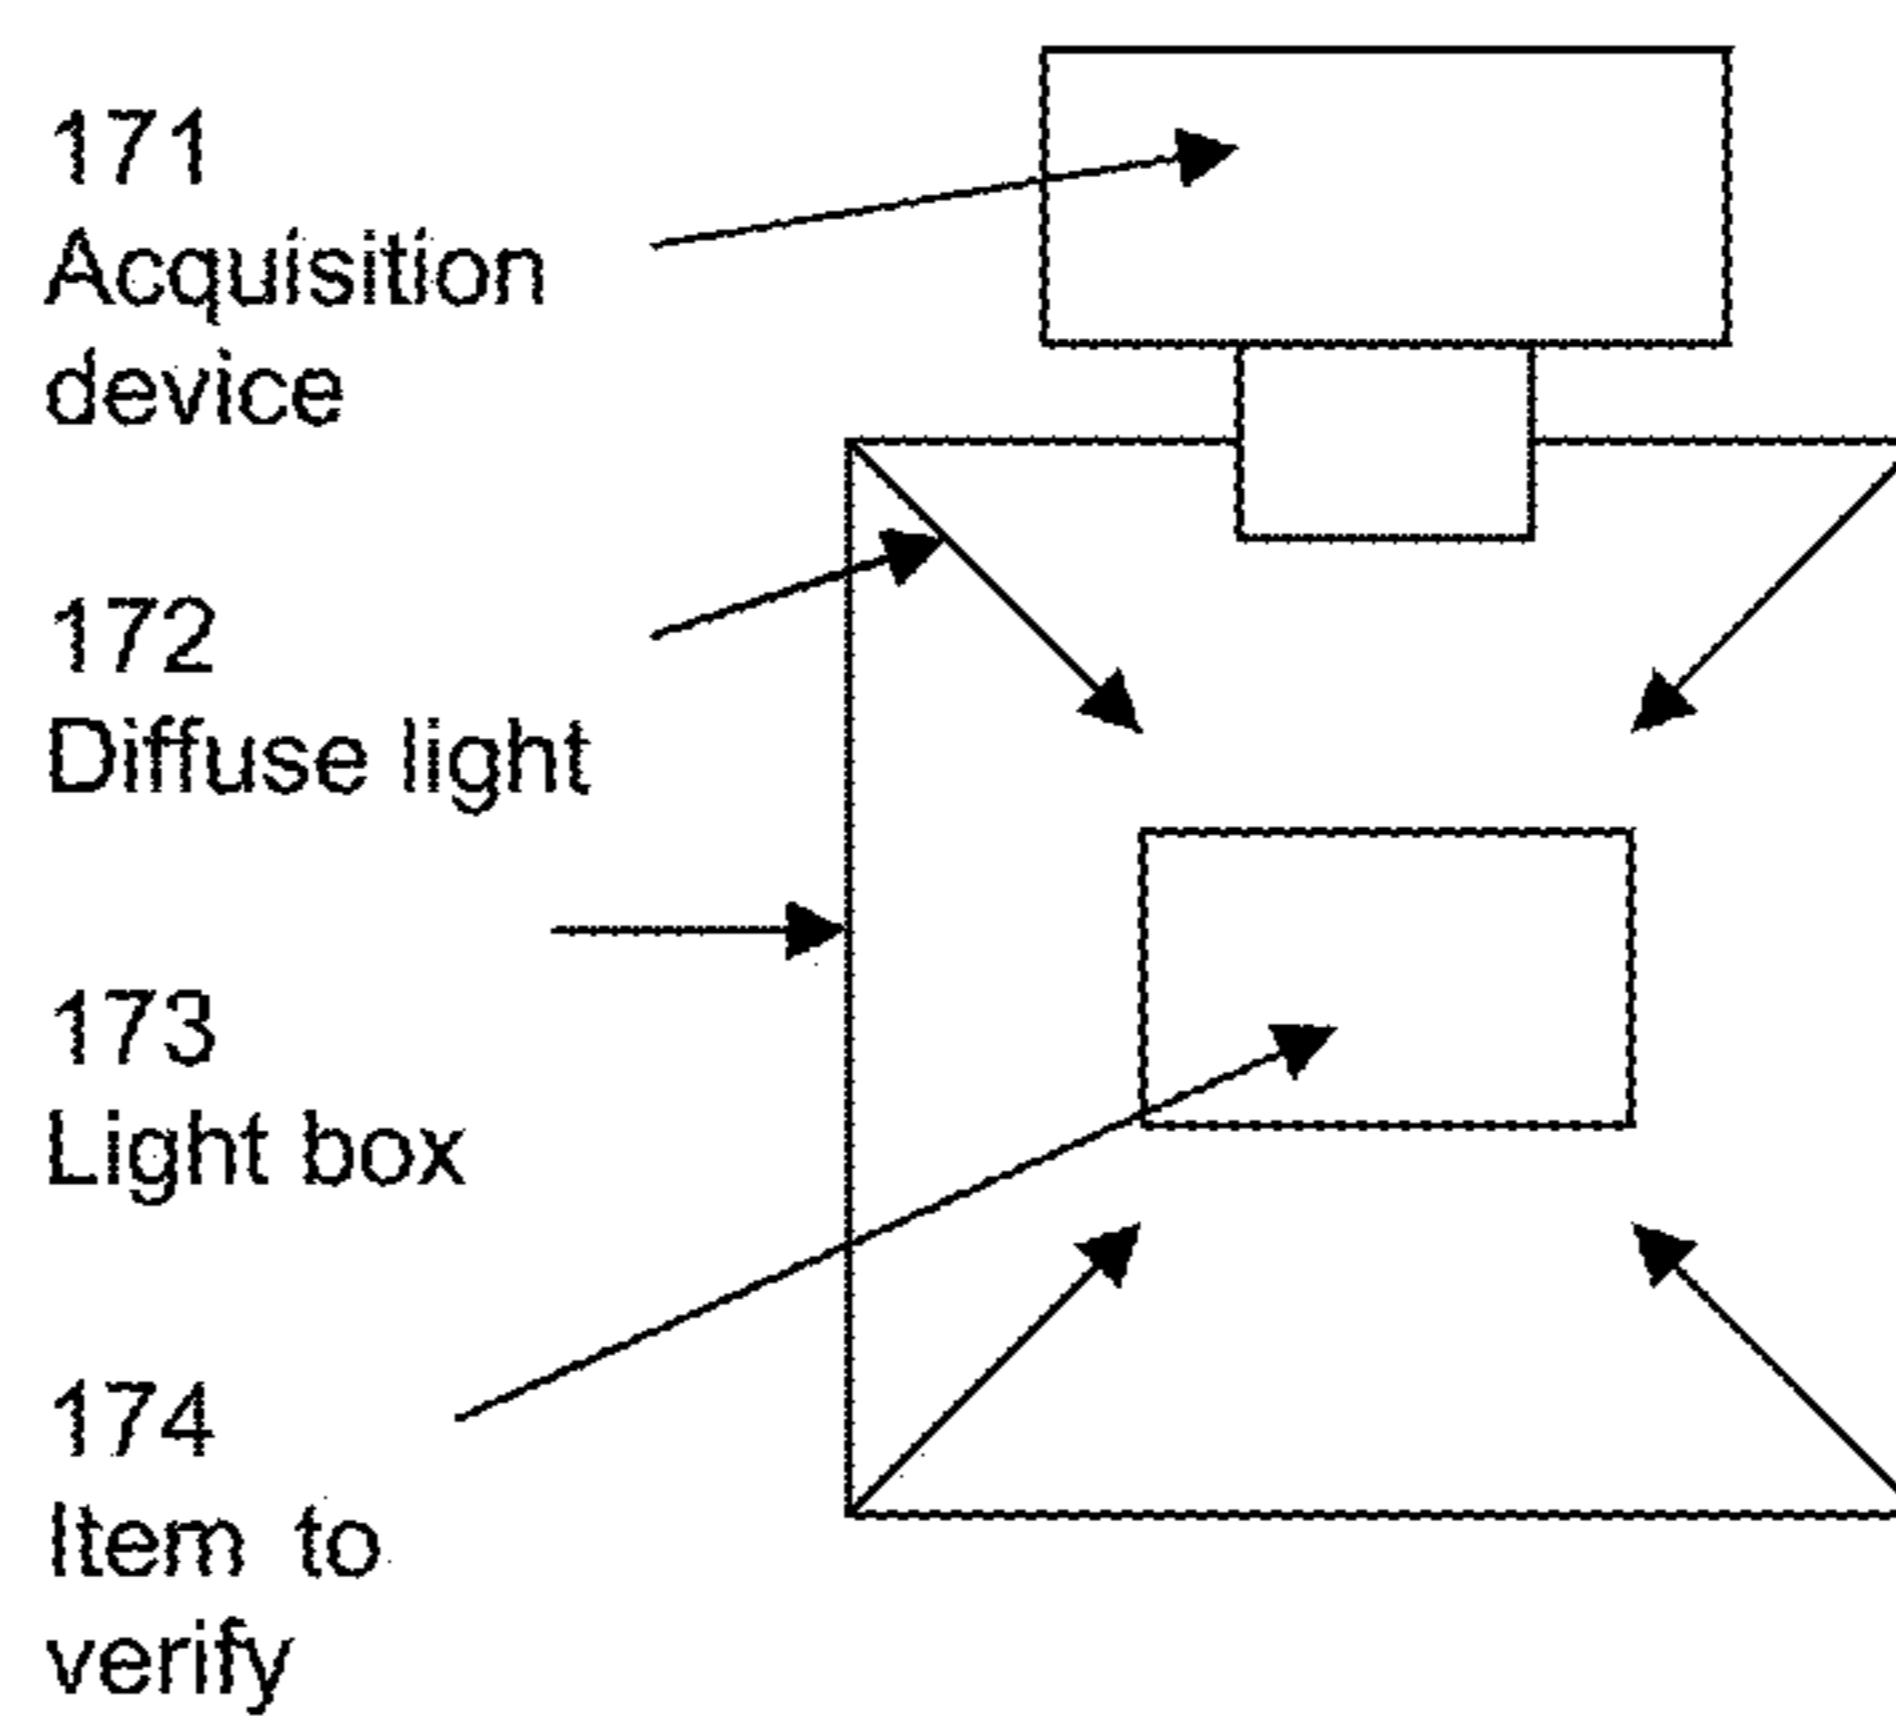 171
Acquisition
device
172
Diffuse light
173
Light box
174
Item to
verify